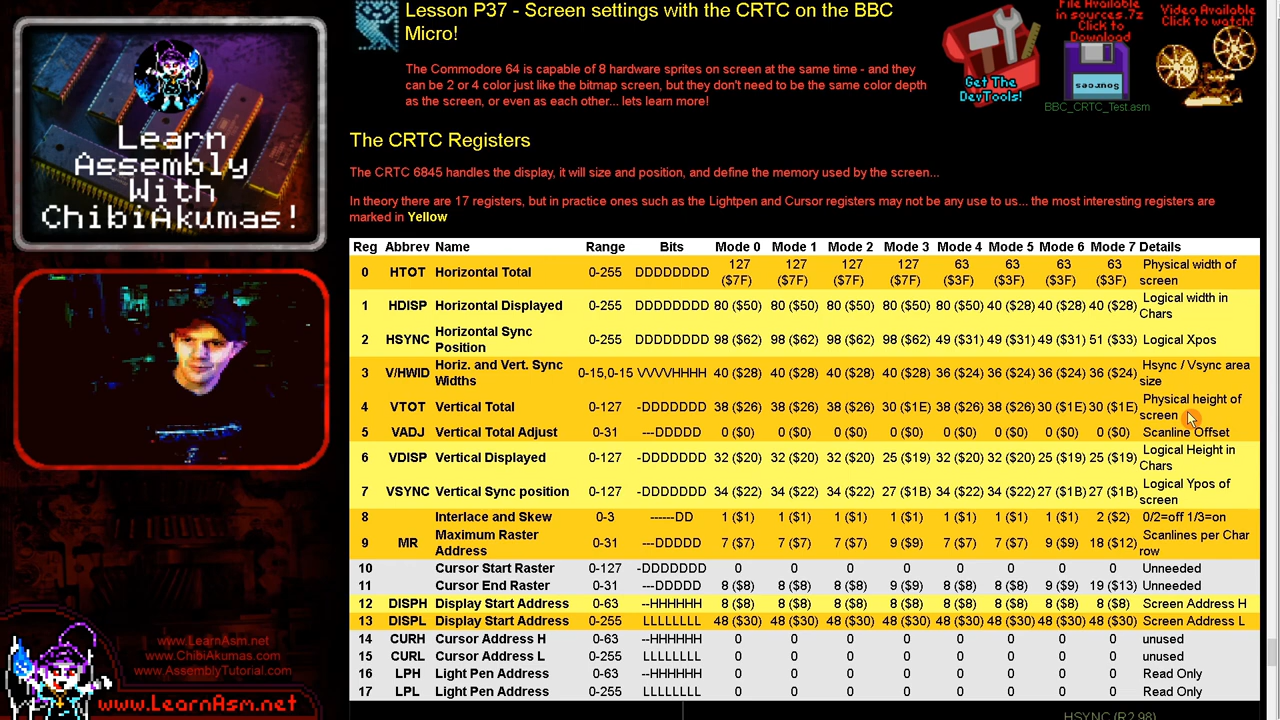 Lesson P37 - Screen settings with the CRTC on the BBC
Micro!
The Commodore 64 is capable of 8 hardware sprites on screen at the same time - and they
can be 2 or 4 color just like the bitmap screen, but they don't need to be the same color depth
as the screen, or even as each other... lets learn more!
Get The
DevTools!
File Available
in sources.7z
Click to
Download
sources
BBC_CRTC_Test.asm
Video Available
Click to watch!
Learn
Assembly
With
ChibiAkumas!
The CRTC Registers
The CRTC 6845 handles the display, it will size and position, and define the memory used by the screen...
In theory there are 17 registers, but in practice ones such as the Lightpen and Cursor registers may not be any use to us... the most interesting registers are
marked in Yellow
Reg Abbrev Name Range Bits Mode 0 Mode 1 Mode 2 Mode 3 Mode 4 Mode 5 Mode 6 Mode 7 Details
0 HTOT Horizontal Total 0-255 DDDDDDDD 127 ($7F) 127 ($7F) 127 ($7F) 127 ($7F) 63 ($3F) 63 ($3F) 63 ($3F) 63 ($3F) Physical width of screen
1 HDISP Horizontal Displayed 0-255 DDDDDDDD 80 ($50) 80 ($50) 80 ($50) 80 ($50) 80 ($50) 40 ($28) 40 ($28) 40 ($28) Logical width in Chars
2 HSYNC Horizontal Sync Position 0-255 DDDDDDDD 98 ($62) 98 ($62) 98 ($62) 98 ($62) 49 ($31) 49 ($31) 49 ($31) 51 ($33) Logical Xpos
3 V/HWID Horiz. and Vert. Sync Widths 0-15,0-15 VVVVHHHH 40 ($28) 40 ($28) 40 ($28) 40 ($28) 36 ($24) 36 ($24) 36 ($24) 36 ($24) Hsync / Vsync area size
4 VTOT Vertical Total 0-127 -DDDDDDD 38 ($26) 38 ($26) 38 ($26) 30 ($1E) 38 ($26) 38 ($26) 30 ($1E) 30 ($1E) Physical height of screen
5 VADJ Vertical Total Adjust 0-31 ---DDDDD 0 ($0) 0 ($0) 0 ($0) 0 ($0) 0 ($0) 0 ($0) 0 ($0) 0 ($0) Scanline Offset
6 VDISP Vertical Displayed 0-127 -DDDDDDD 32 ($20) 32 ($20) 32 ($20) 25 ($19) 32 ($20) 32 ($20) 25 ($19) 25 ($19) Logical Height in Chars
7 VSYNC Vertical Sync position 0-127 -DDDDDDD 34 ($22) 34 ($22) 34 ($22) 27 ($1B) 34 ($22) 34 ($22) 27 ($1B) 27 ($1B) Logical Ypos of screen
8 Interlace and Skew 0-3 ------DD 1 ($1) 1 ($1) 1 ($1) 1 ($1) 1 ($1) 1 ($1) 1 ($1) 2 ($2) 0/2=off 1/3=on
9 MR Maximum Raster Address 0-31 ---DDDDD 7 ($7) 7 ($7) 7 ($7) 9 ($9) 7 ($7) 7 ($7) 9 ($9) 18 ($12) Scanlines per Char row
10 Cursor Start Raster 0-127 -DDDDDDD 0 0 0 0 0 0 0 0 Unneeded
11 Cursor End Raster 0-31 ---DDDDD 8 ($8) 8 ($8) 8 ($8) 9 ($9) 8 ($8) 8 ($8) 9 ($9) 19 ($13) Unneeded
12 DISPH Display Start Address 0-63 --HHHHHH 8 ($8) 8 ($8) 8 ($8) 8 ($8) 8 ($8) 8 ($8) 8 ($8) 8 ($8) Screen Address H
13 DISPL Display Start Address 0-255 LLLLLLLL 48 ($30) 48 ($30) 48 ($30) 48 ($30) 48 ($30) 48 ($30) 48 ($30) 48 ($30) Screen Address L
14 CURH Cursor Address H 0-63 --HHHHHH 0 0 0 0 0 0 0 0 unused
15 CURL Cursor Address L 0-255 LLLLLLLL 0 0 0 0 0 0 0 0 unused
16 LPH Light Pen Address 0-63 --HHHHHH 0 0 0 0 0 0 0 0 Read Only
17 LPL Light Pen Address 0-255 LLLLLLLL 0 0 0 0 0 0 0 0 Read Only
HSYNC (R2 98)
www.LearnAsm.net
www.ChibiAkumas.com
www.AssemblyTutorial.com
www.LearnAsm.net